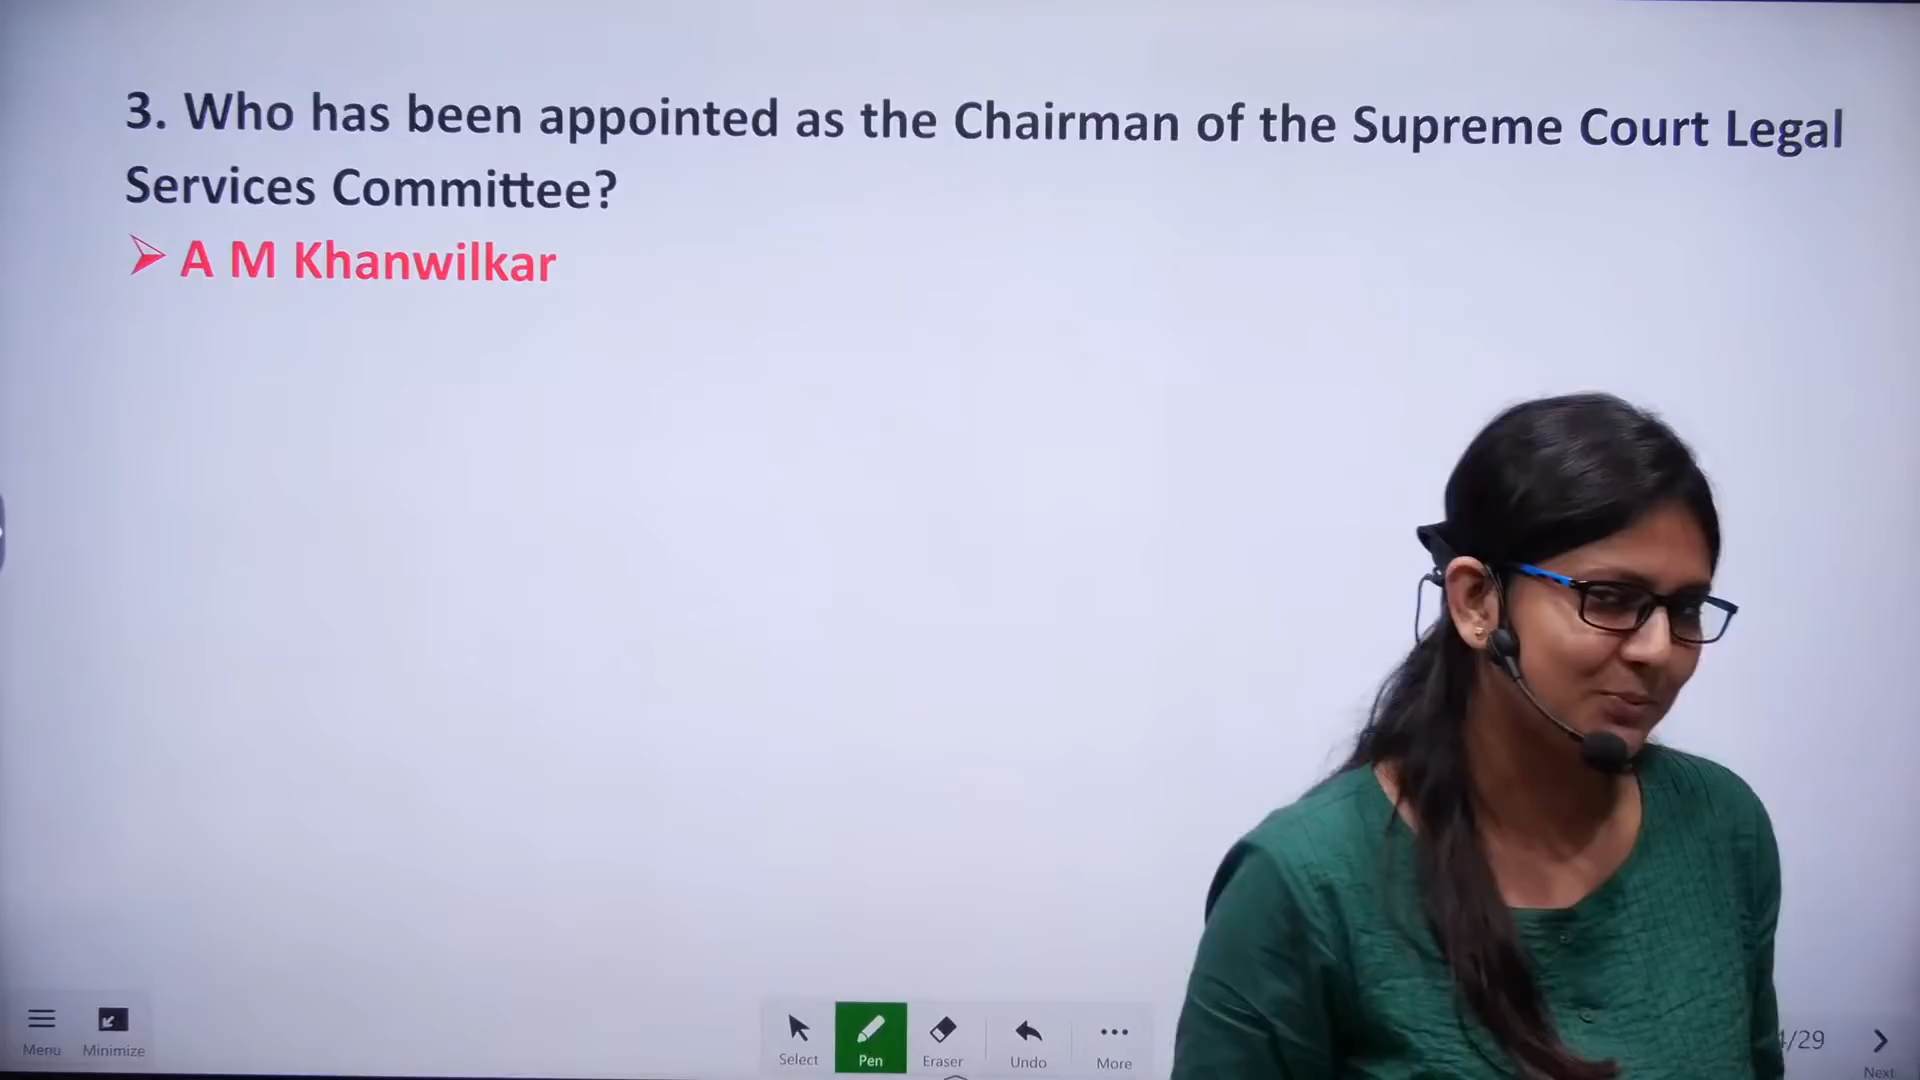 3. Who has been appointed as the Chairman of the Supreme Court Legal
Services Committee?
A M Khanwilkar
Menu
Minimize
Select
Pen
Eraser
Undo
More
/29
Next